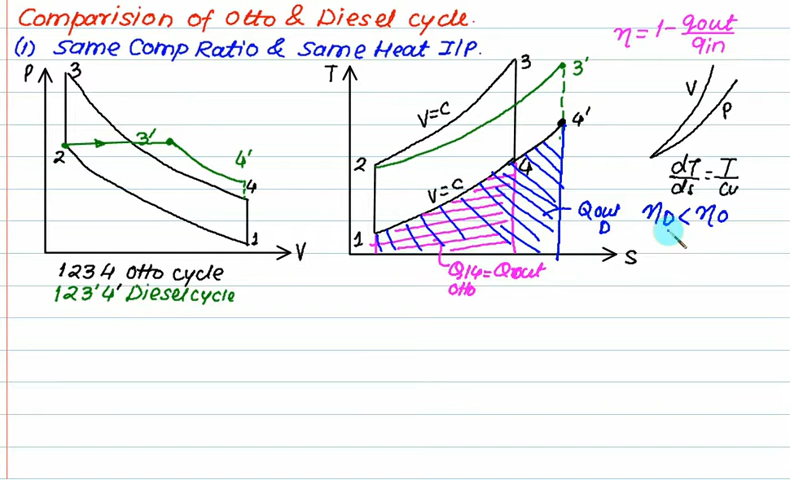 Comparision of Otto & Diesel cycle.
(1) Same Comp Ratio & Same Heat I/P.
η = 1 - qout/qin
P
3
2
3'
4'
4
1
V
1234 Otto cycle
123'4' Diesel cycle
T
3
3'
V=C
2
4'
V=C
4
1
Qout
D
Q14 = Qout
Otto
S
V
P
dT/ds = T/cv
ηD < ηO